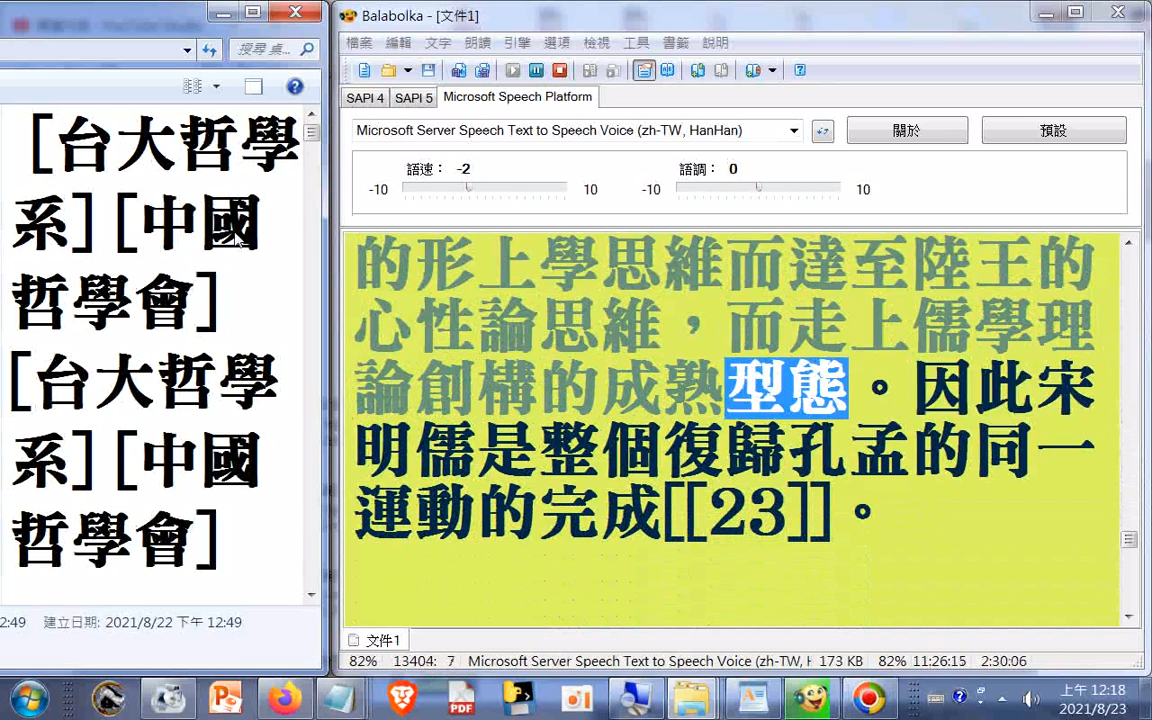 搜尋 桌...
[台大哲學
系] [中國
哲學會]
[台大哲學
系] [中國
哲學會]
2:49 建立日期: 2021/8/22 下午 12:49
Balabolka - [文件1]
檔案 編輯 文字 朗讀 引擎 選項 檢視 工具 書籤 說明
SAPI 4 SAPI 5 Microsoft Speech Platform
Microsoft Server Speech Text to Speech Voice (zh-TW, HanHan) 關於 預設
語速： -2 語調： 0
-10 10 -10 10
的形上學思維而達至陸王的
心性論思維，而走上儒學理
論創構的成熟型態。因此宋
明儒是整個復歸孔孟的同一
運動的完成[[23]]。
文件1
82% 13404: 7 Microsoft Server Speech Text to Speech Voice (zh-TW, H 173 KB 82% 11:26:15 2:30:06
PDF
上午 12:18
2021/8/23